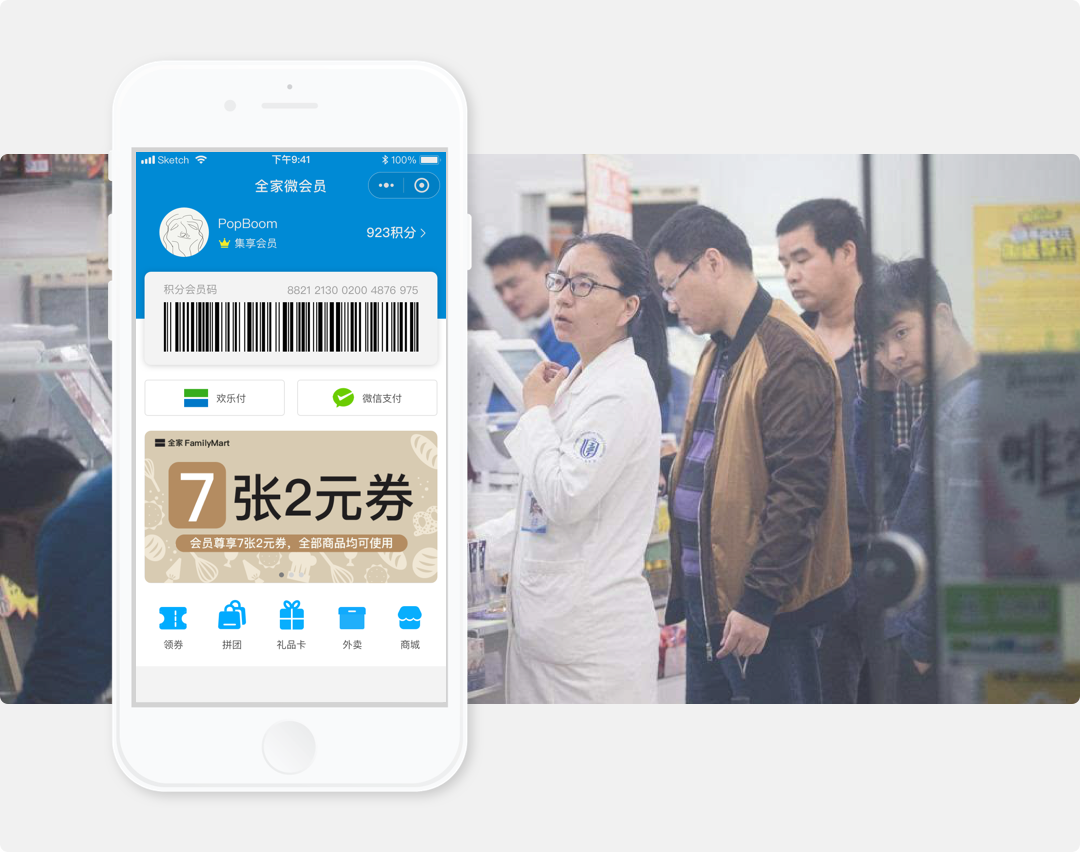 Sketch 下午9:41 100%
全家微会员
PopBoom
集享会员
923积分
积分会员码 8821 2130 0200 4876 975
欢乐付 微信支付
全家 FamilyMart
7张2元券
会员尊享7张2元券，全部商品均可使用
领券 拼团 礼品卡 外卖 商城